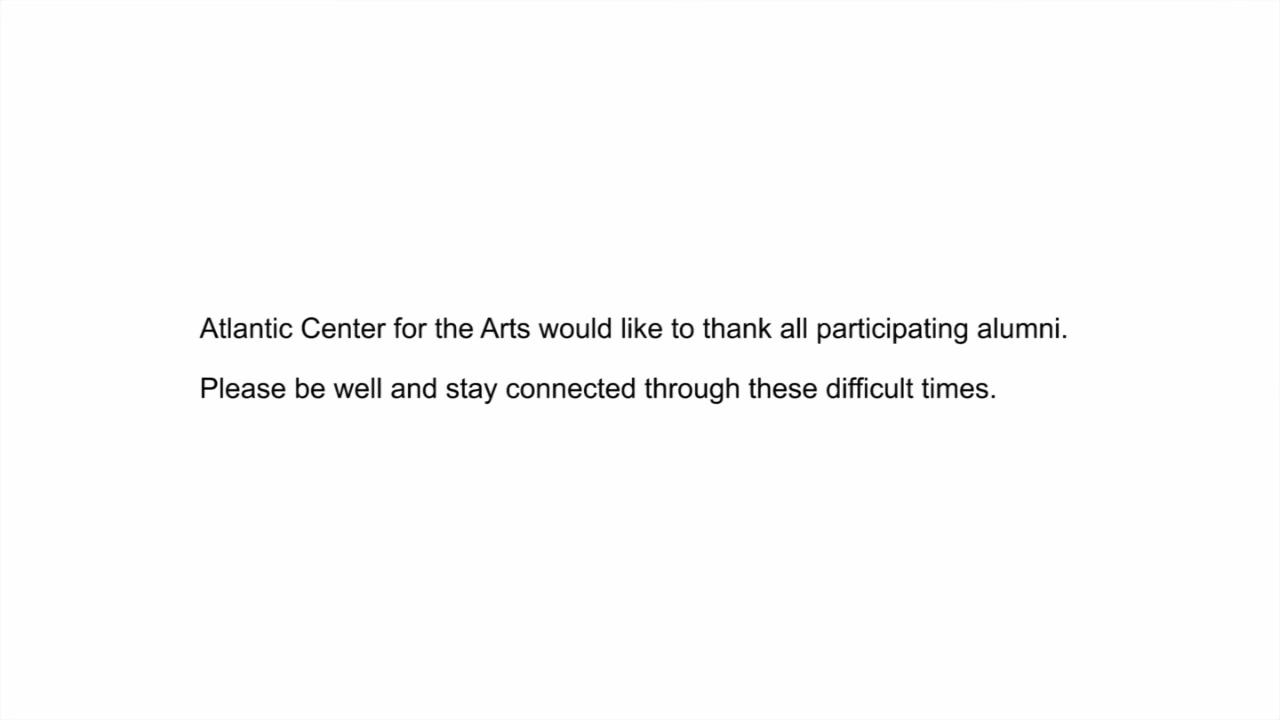 Atlantic Center for the Arts would like to thank all participating alumni.
Please be well and stay connected through these difficult times.